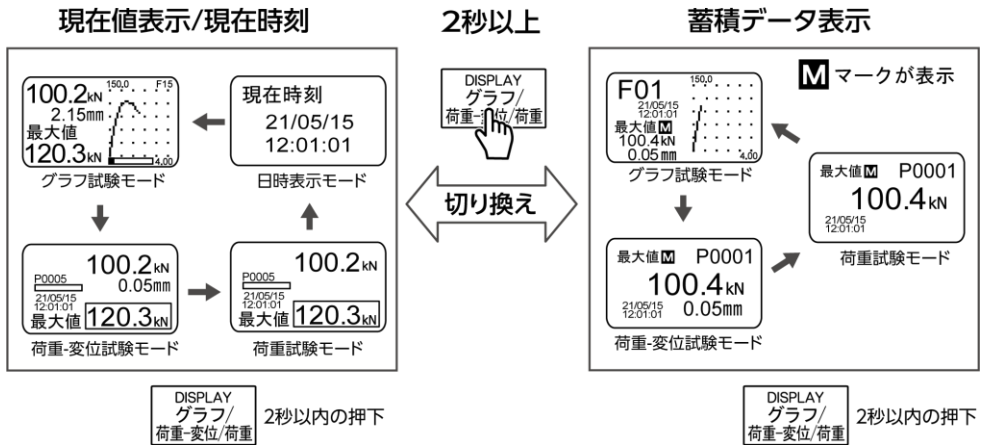 現在値表示/現在時刻
2秒以上
蓄積データ表示
100.2kN
2.15mm
最大値
120.3kN
150.0
F15
4.00
グラフ試験モード
現在時刻
21/05/15
12:01:01
日時表示モード
100.2kN
P0005
0.05mm
21/05/15
12:01:01
最大値 120.3kN
荷重-変位試験モード
100.2kN
P0005
21/05/15
12:01:01
最大値 120.3kN
荷重試験モード
DISPLAY
グラフ/
荷重-変位/荷重
2秒以内の押下
DISPLAY
グラフ/
荷重-変位/荷重
切り換え
F01
150.0
21/05/15
12:01:01
最大値 M
100.4kN
0.05mm
4.00
グラフ試験モード
M マークが表示
最大値 M P0001
100.4kN
21/05/15
12:01:01
荷重試験モード
最大値 M P0001
100.4kN
21/05/15
12:01:01
0.05mm
荷重-変位試験モード
DISPLAY
グラフ/
荷重-変位/荷重
2秒以内の押下